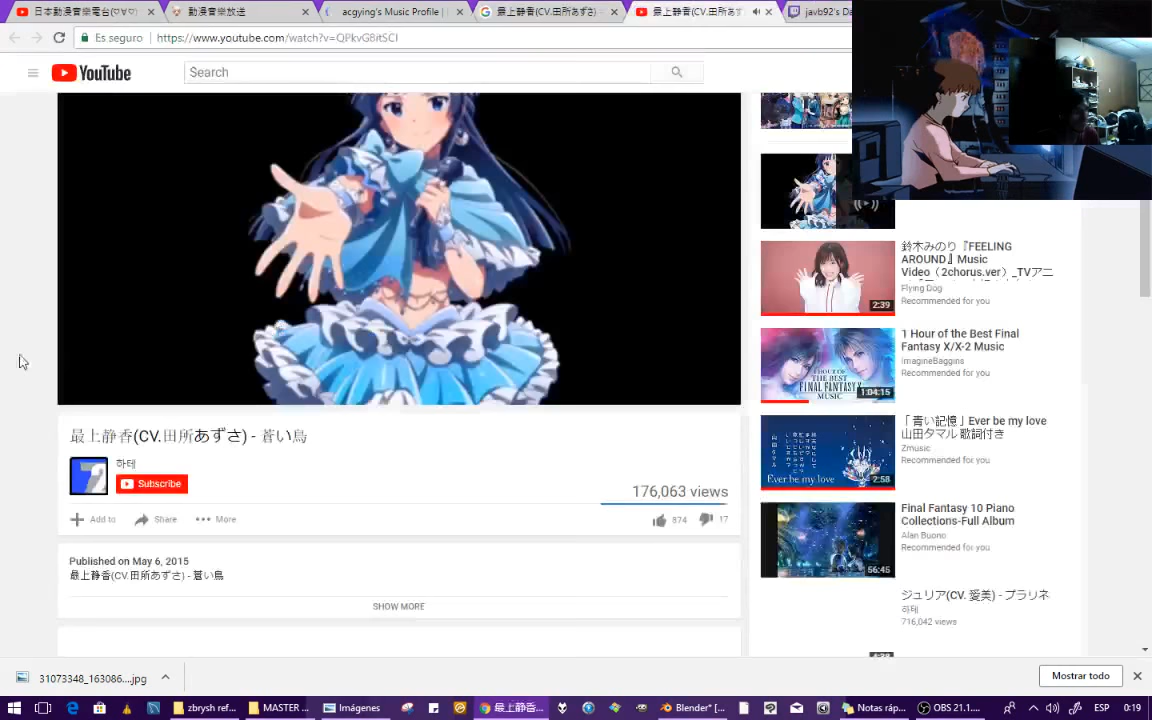 日本動漫音樂電台(♡∀♡)
動漫音樂放送
acgying's Music Profile |
最上静香(CV.田所あずさ) -
最上静香(CV.田所あずさ)
javb92's Da
Es seguro | https://www.youtube.com/watch?v=QPkvG8itSCI
YouTube
Search
鈴木みのり『FEELING
AROUND』Music
Video（2chorus.ver）_TVアニ
Flying Dog
Recommended for you
2:39
1 Hour of the Best Final
Fantasy X/X-2 Music
ImagineBaggins
Recommended for you
1 HOUR OF
THE BEST
FINAL FANTASY X
MUSIC
1:04:15
「青い記憶」Ever be my love
山田タマル 歌詞付き
Zmusic
Recommended for you
Ever be my love
2:58
Final Fantasy 10 Piano
Collections-Full Album
Alan Buono
Recommended for you
56:45
ジュリア(CV. 愛美) - プラリネ
하테
716,042 views
最上静香(CV.田所あずさ) - 蒼い鳥
7
하테
Subscribe
176,063 views
Add to
Share
More
874
17
Published on May 6, 2015
最上静香(CV.田所あずさ) - 蒼い鳥
SHOW MORE
31073348_163086....jpg
Mostrar todo
zbrysh ref...
MASTER ...
Imágenes
最上静香...
Blender* [...
Notas ráp...
OBS 21.1....
ESP
0:19